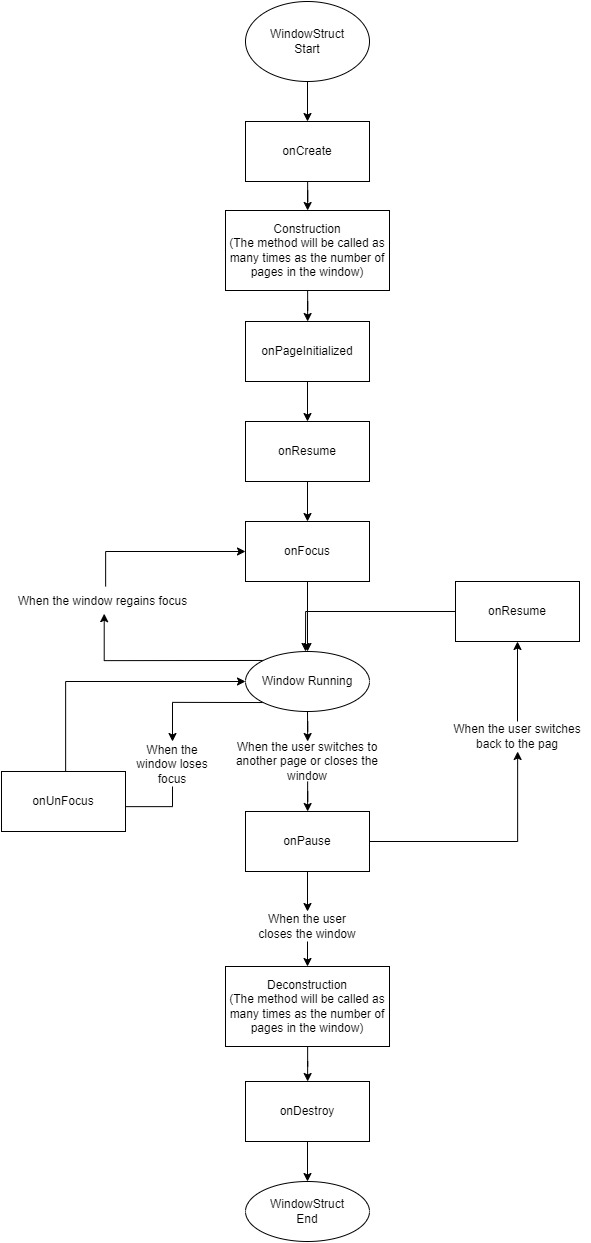 WindowStruct
Start
onCreate
Construction
(The method will be called as
many times as the number of
pages in the window)
onPageInitialized
onResume
onFocus
When the window regains focus
onResume
Window Running
When the user switches
back to the pag
When the
window loses
focus
When the user switches to
another page or closes the
window
onUnFocus
onPause
When the user
closes the window
Deconstruction
(The method will be called as
many times as the number of
pages in the window)
onDestroy
WindowStruct
End